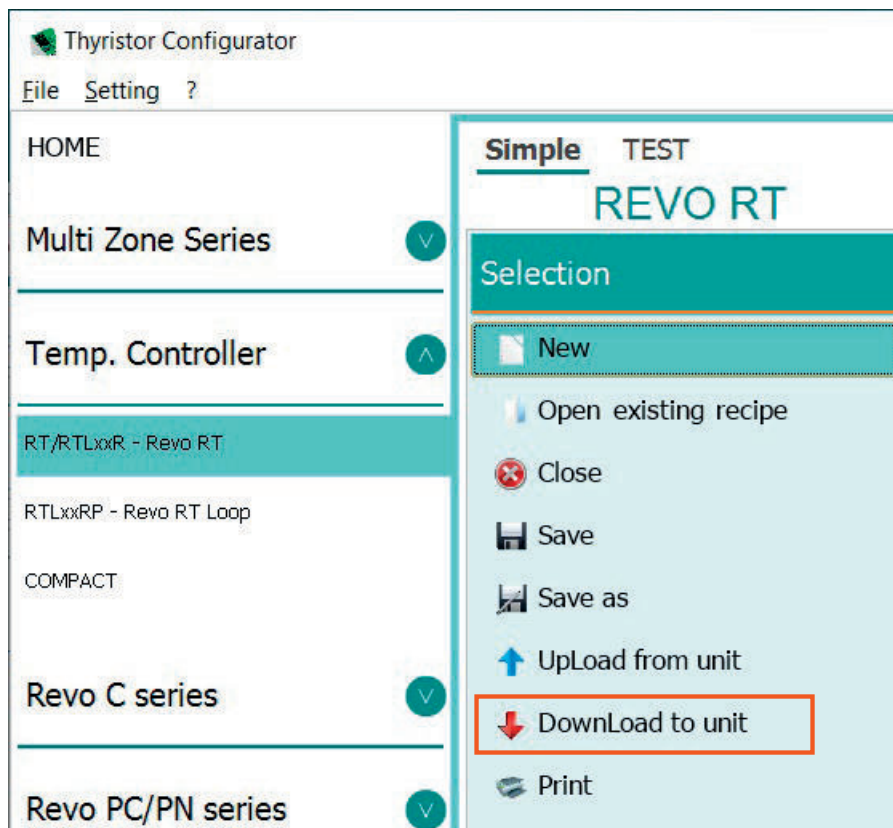 Thyristor Configurator
File Setting ?
HOME
Multi Zone Series
Temp. Controller
RT/RTLxxR - Revo RT
RTLxxRP - Revo RT Loop
COMPACT
Revo C series
Revo PC/PN series
Simple TEST
REVO RT
Selection
New
Open existing recipe
Close
Save
Save as
UpLoad from unit
DownLoad to unit
Print